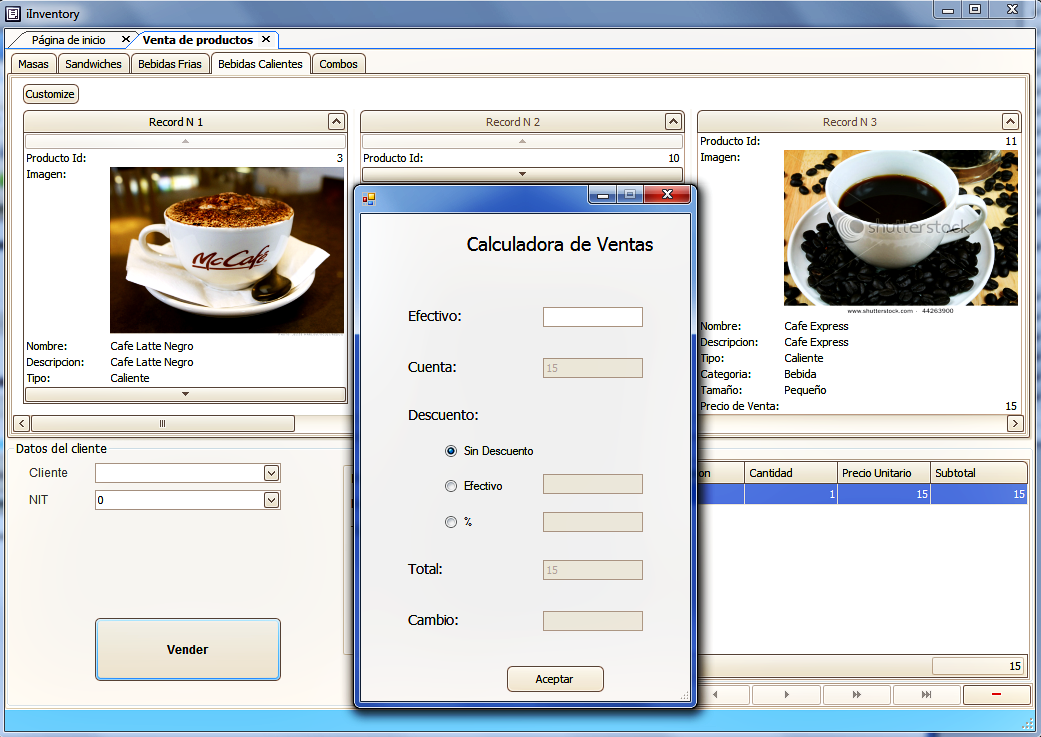 iInventory
Página de inicio
Venta de productos
Masas
Sandwiches
Bebidas Frias
Bebidas Calientes
Combos
Customize
Record N 1
Producto Id: 3
Imagen:
McCafé
Nombre: Cafe Latte Negro
Descripcion: Cafe Latte Negro
Tipo: Caliente
Record N 2
Producto Id: 10
Record N 3
Producto Id: 11
Imagen:
shutterstock
www.shutterstock.com · 44263900
Nombre: Cafe Express
Descripcion: Cafe Express
Tipo: Caliente
Categoria: Bebida
Tamaño: Pequeño
Precio de Venta: 15
Calculadora de Ventas
Efectivo:
Cuenta: 15
Descuento:
Sin Descuento
Efectivo
%
Total: 15
Cambio:
Aceptar
Datos del cliente
Cliente
NIT 0
Vender
on Cantidad Precio Unitario Subtotal
1 15 15
15